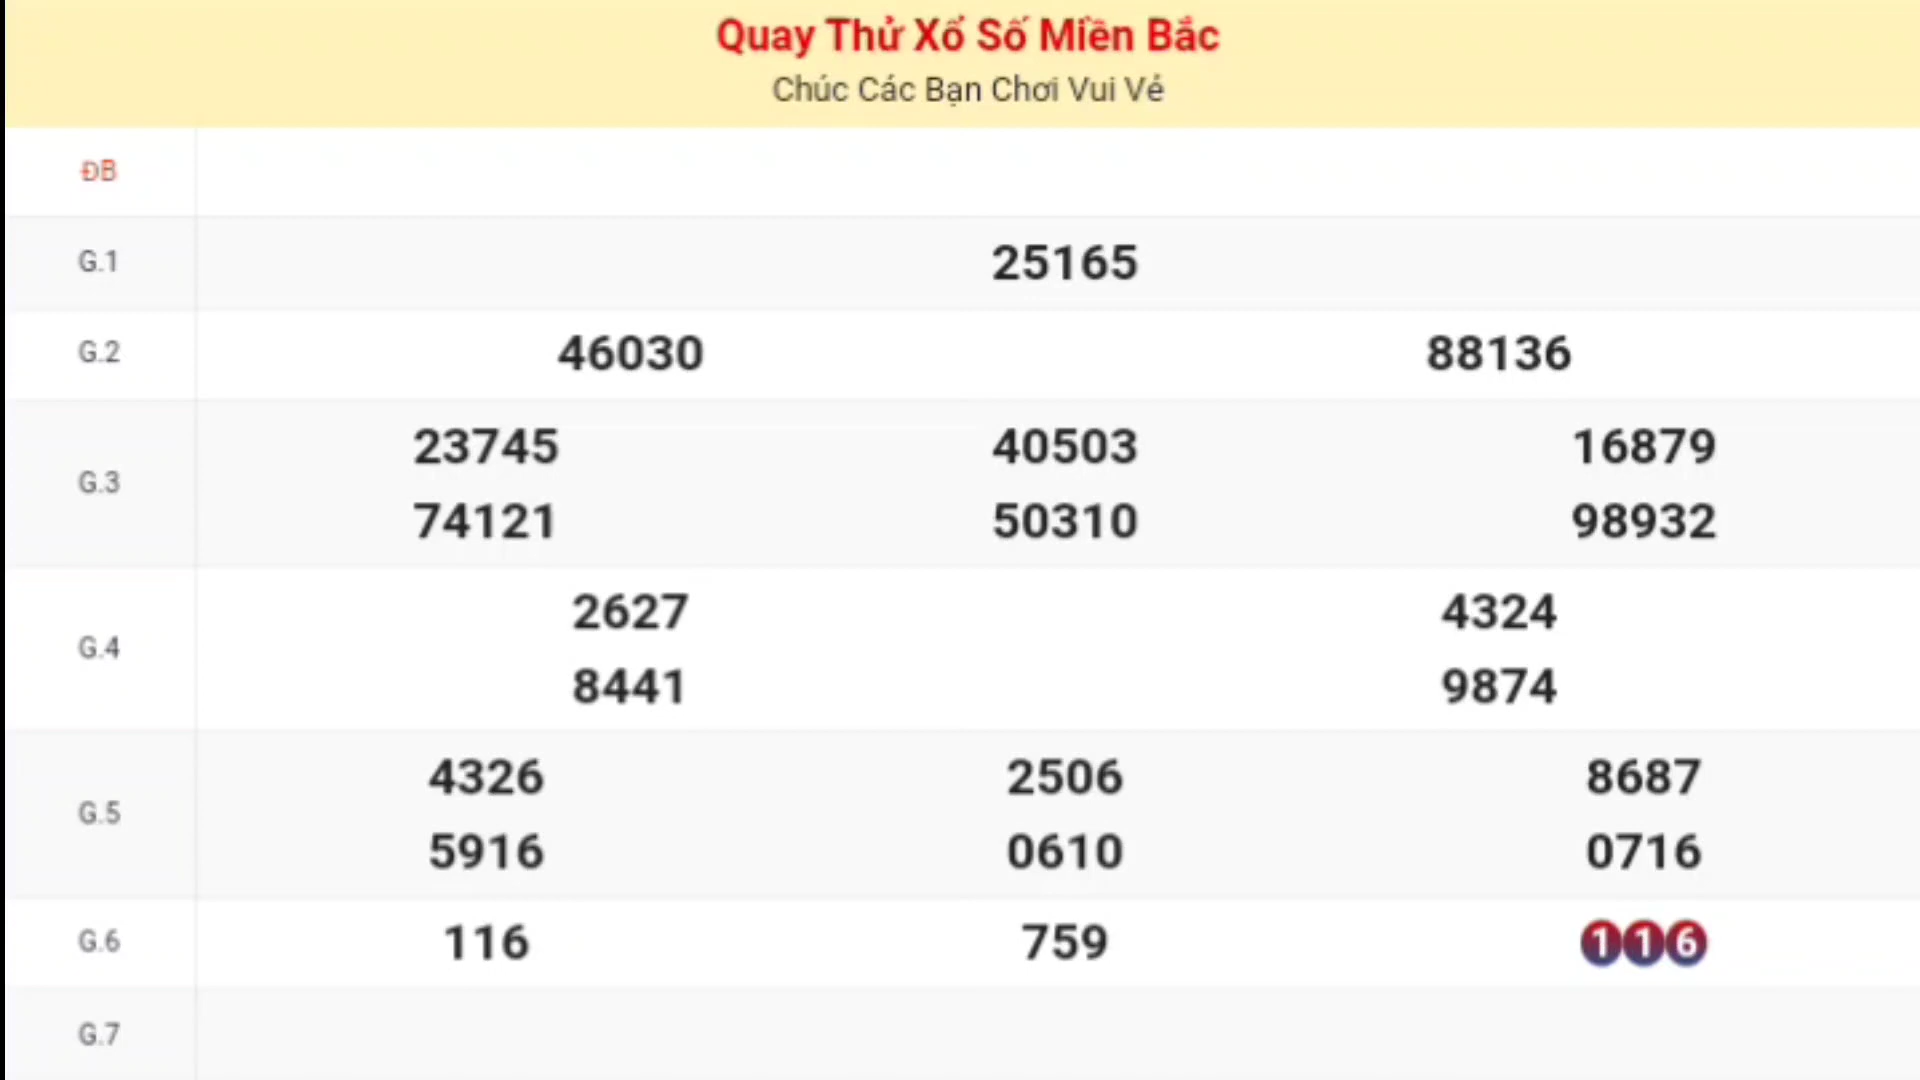 Quay Thử Xổ Số Miền Bắc
Chúc Các Bạn Chơi Vui Vẻ
ĐB
G.1 25165
G.2 46030 88136
G.3 23745 40503 16879
74121 50310 98932
G.4 2627 4324
8441 9874
G.5 4326 2506 8687
5916 0610 0716
G.6 116 759 116
G.7